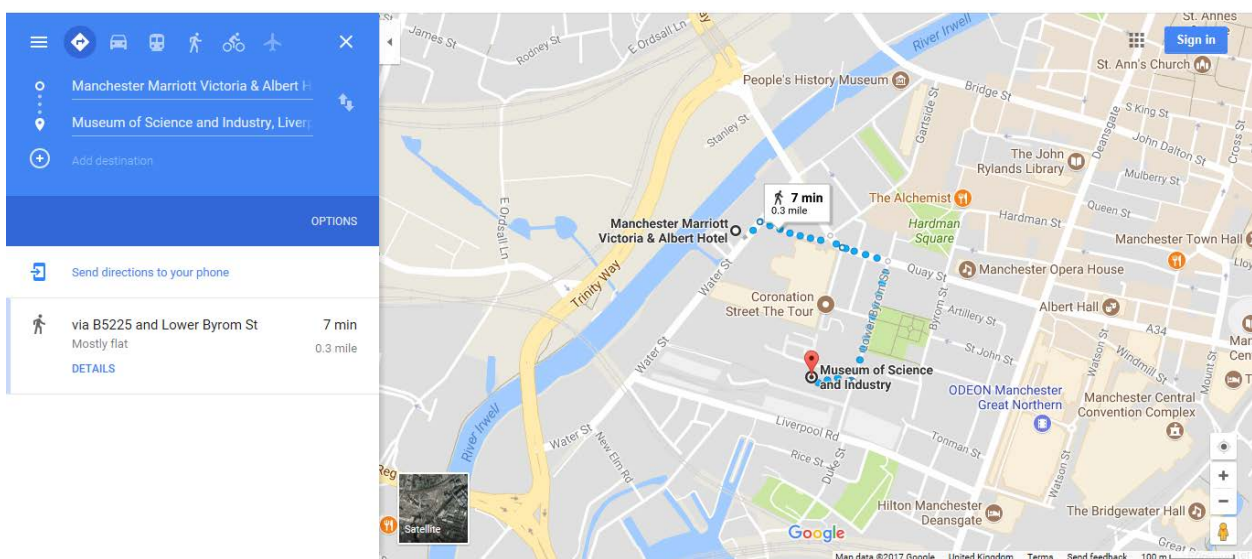 Manchester Marriott Victoria & Albert H
Museum of Science and Industry, Liver
Add destination
OPTIONS
Send directions to your phone
via B5225 and Lower Byrom St
7 min
Mostly flat
0.3 mile
DETAILS
James St
Rodney St
E Ordsall Ln
River Irwell
St. Annes
Sign in
St. Ann's Church
People's History Museum
Bridge St
Gartside St
Stanley St
Deansgate
S King St
Cross St
John Dalton St
The John
Rylands Library
Mulberry St
7 min
0.3 mile
The Alchemist
Queen St
Hardman St
Hardman
Square
Manchester Marriott
Victoria & Albert Hotel
Manchester Town Hall
E Ordsall Ln
Trinity Way
Water St
Quay St
Manchester Opera House
Coronation
Street The Tour
Lower Byrom St
Byrom St
Artillery St
Albert Hall
A34
St John St
Watson St
Windmill St
Mount St
Water St
Museum of Science
and Industry
ODEON Manchester
Great Northern
Manchester Central
Convention Complex
River Irwell
Water St
New Elm Rd
Liverpool Rd
Rice St
Duke St
Tonman St
Watson St
Satellite
Google
Hilton Manchester
Deansgate
The Bridgewater Hall
Map data ©2017 Google
United Kingdom
Terms
Send feedback
100 m